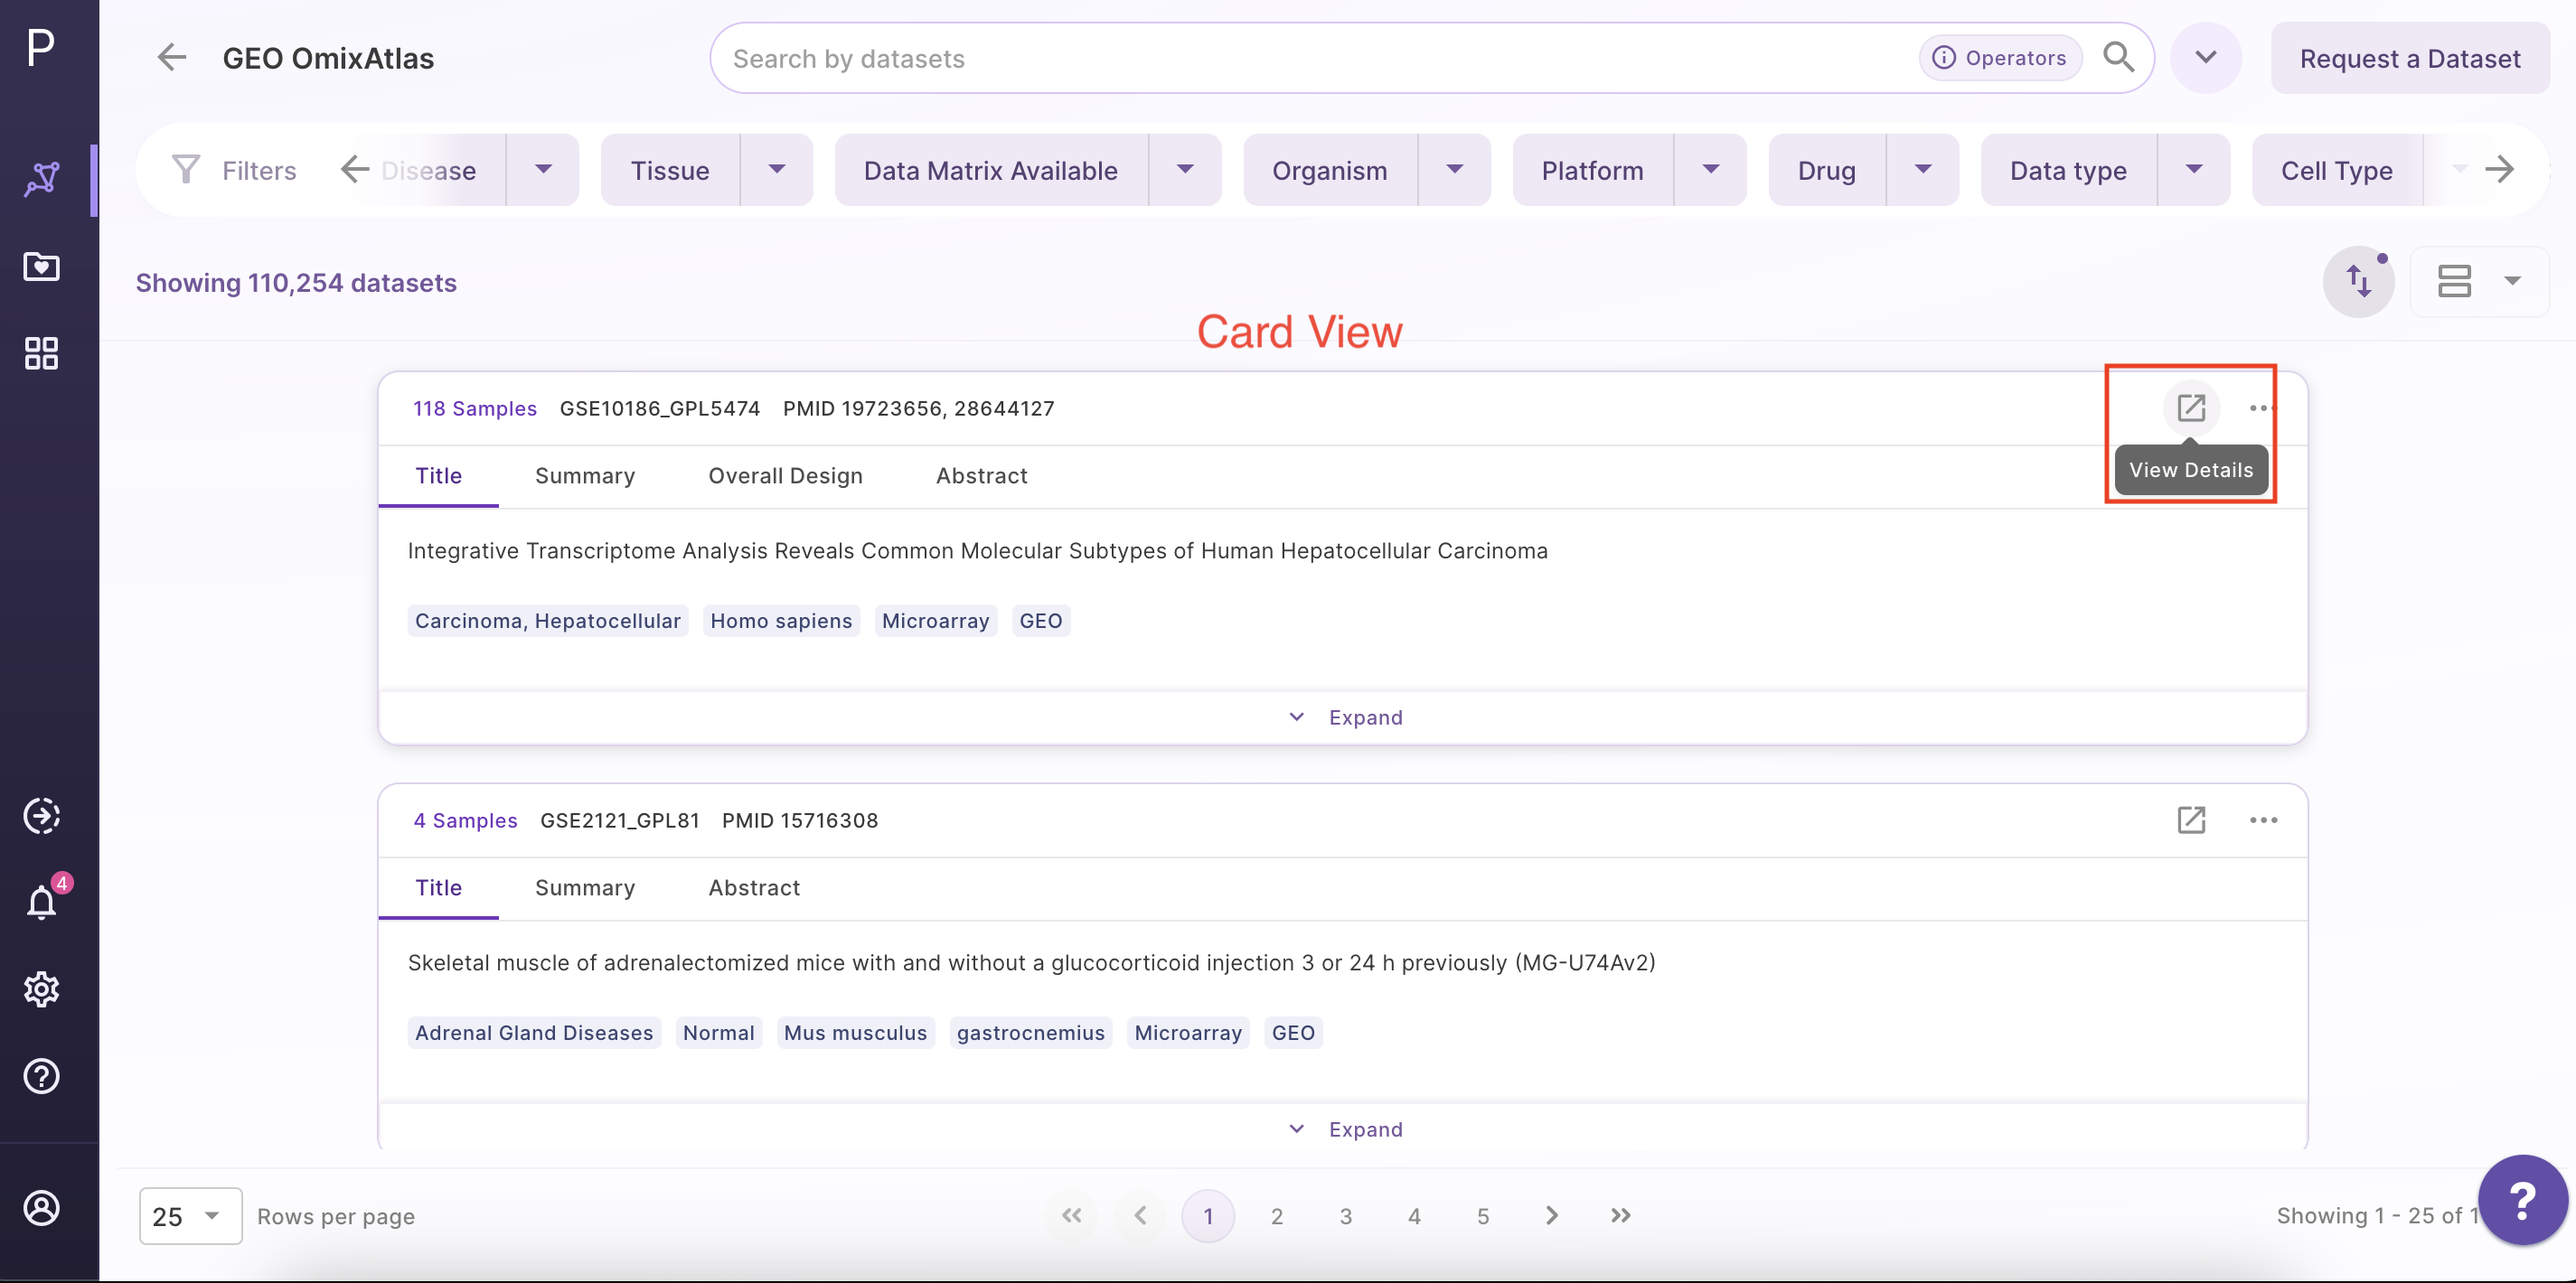 P
GEO OmixAtlas
Search by datasets
Operators
Request a Dataset
Filters
Disease
Tissue
Data Matrix Available
Organism
Platform
Drug
Data type
Cell Type
Showing 110,254 datasets
Card View
118 Samples GSE10186_GPL5474 PMID 19723656, 28644127
View Details
Title Summary Overall Design Abstract
Integrative Transcriptome Analysis Reveals Common Molecular Subtypes of Human Hepatocellular Carcinoma
Carcinoma, Hepatocellular Homo sapiens Microarray GEO
Expand
4 Samples GSE2121_GPL81 PMID 15716308
Title Summary Abstract
Skeletal muscle of adrenalectomized mice with and without a glucocorticoid injection 3 or 24 h previously (MG-U74Av2)
Adrenal Gland Diseases Normal Mus musculus gastrocnemius Microarray GEO
Expand
4
25 Rows per page
1 2 3 4 5
Showing 1 - 25 of 1
?